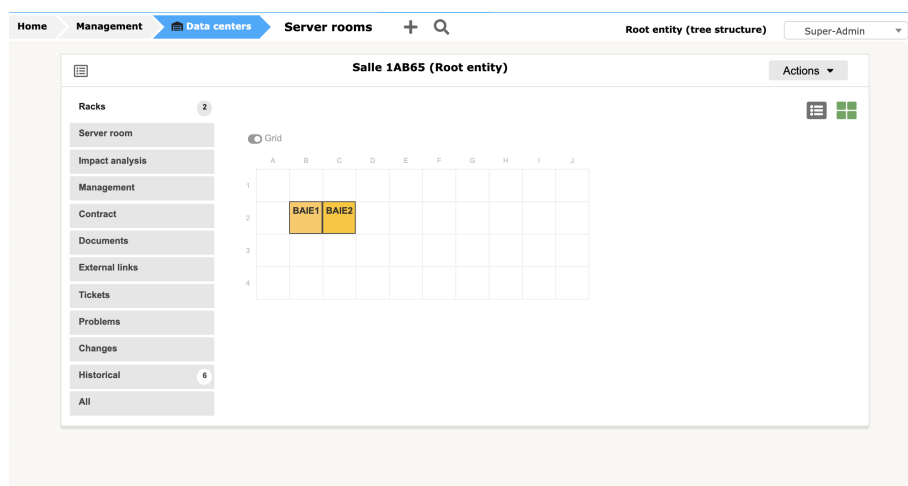 Home Management Data centers Server rooms Root entity (tree structure) Super-Admin
Salle 1AB65 (Root entity) Actions
Racks 2
Server room
Impact analysis
Management
Contract
Documents
External links
Tickets
Problems
Changes
Historical 6
All
Grid
A B C D E F G H I J
1
2 BAIE1 BAIE2
3
4